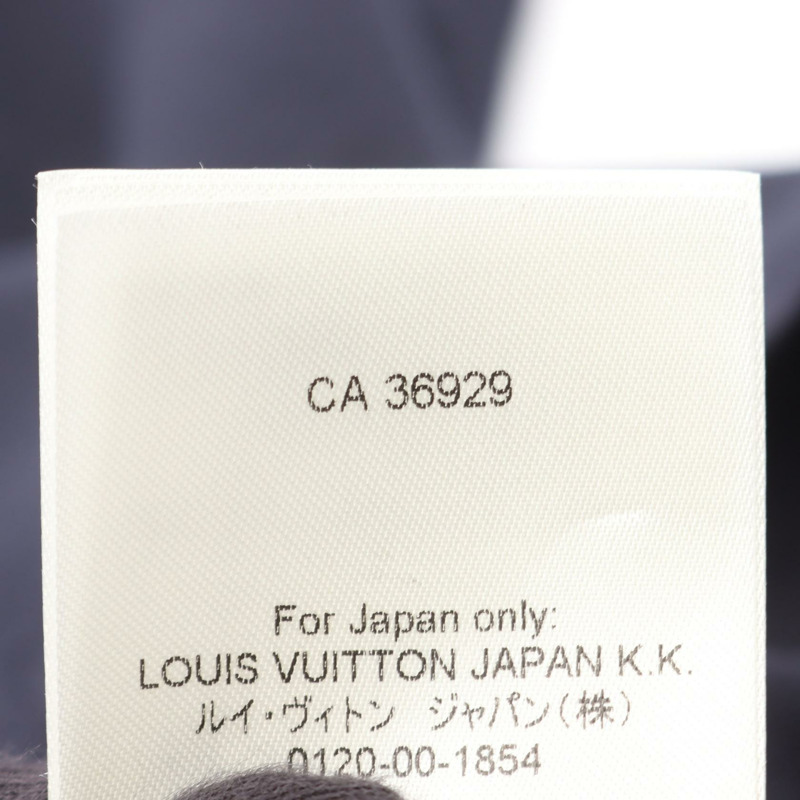 CA 36929
For Japan only:
LOUIS VUITTON JAPAN K.K.
ルイ・ヴィトン ジャパン(株)
0120-00-1854